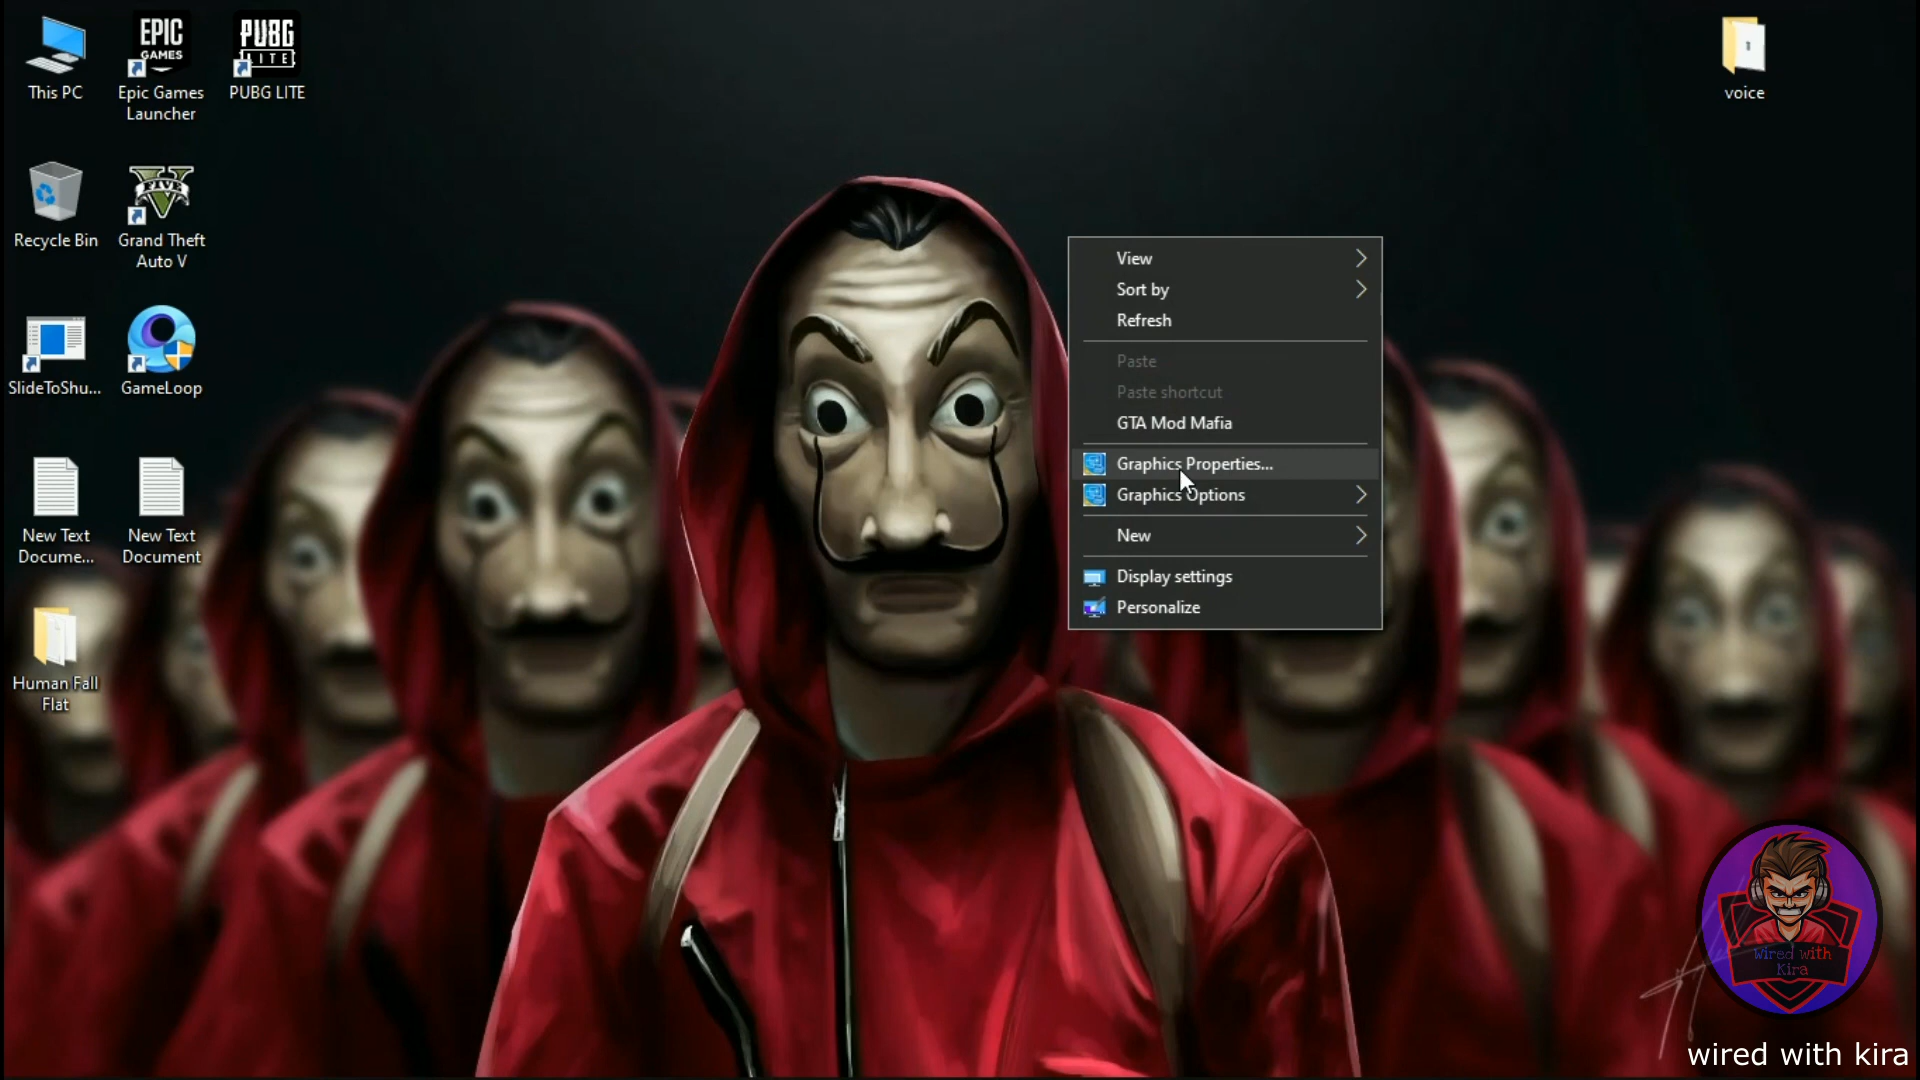 EPIC
GAMES
PUBG
LITE
This PC
Epic Games
Launcher
PUBG LITE
voice
FIVE
Recycle Bin
Grand Theft
Auto V
SlideToShu...
GameLoop
New Text
Docume...
New Text
Document
Human Fall
Flat
View
Sort by
Refresh
Paste
Paste shortcut
GTA Mod Mafia
Graphics Properties...
Graphics Options
New
Display settings
Personalize
wired with
Kira
wired with kira